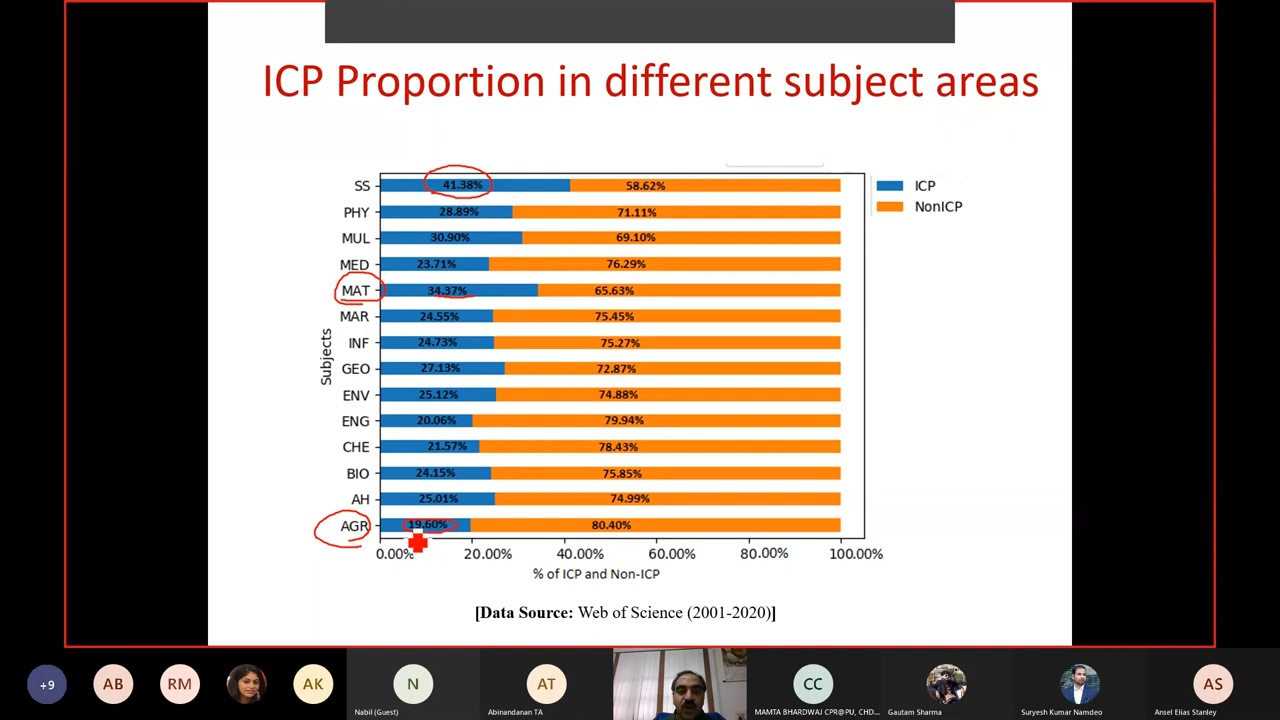 ICP Proportion in different subject areas
SS 41.38% 58.62%
PHY 28.89% 71.11%
MUL 30.90% 69.10%
MED 23.71% 76.29%
MAT 34.37% 65.63%
MAR 24.55% 75.45%
INF 24.73% 75.27%
GEO 27.13% 72.87%
ENV 25.12% 74.88%
ENG 20.06% 79.94%
CHE 21.57% 78.43%
BIO 24.15% 75.85%
AH 25.01% 74.99%
AGR 19.60% 80.40%
Subjects
ICP
NonICP
0.00% 20.00% 40.00% 60.00% 80.00% 100.00%
% of ICP and Non-ICP
[Data Source: Web of Science (2001-2020)]
+9 AB RM AK N AT CC AS
Nabil (Guest) Abinandanan TA MAMTA BHARDWAJ CPR@PU, CHD... Gautam Sharma Suryesh Kumar Namdeo Ansel Elias Stanley